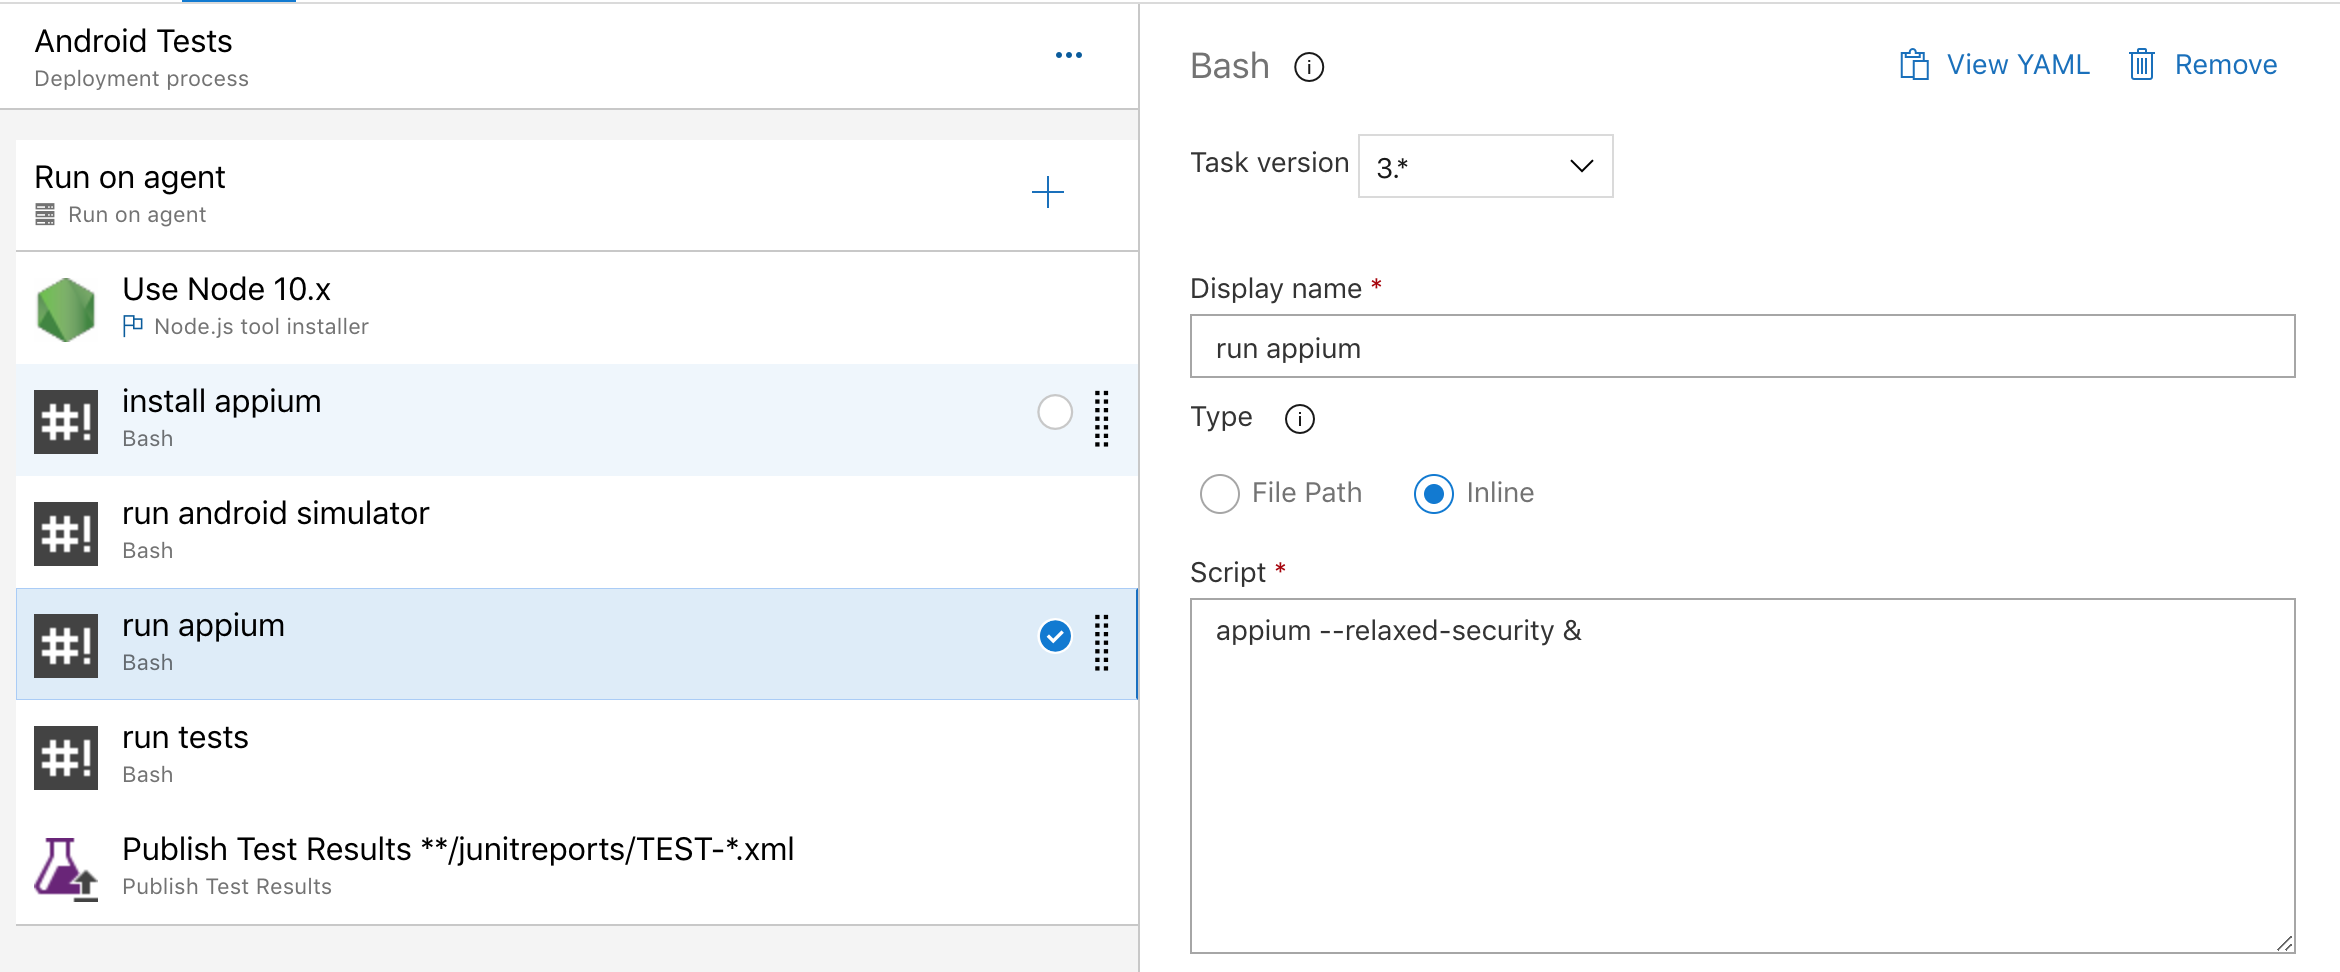 Android Tests
Deployment process
Run on agent
Run on agent
Use Node 10.x
Node.js tool installer
#!
install appium
Bash
#!
run android simulator
Bash
#!
run appium
Bash
#!
run tests
Bash
Publish Test Results **/junitreports/TEST-*.xml
Publish Test Results
Bash
View YAML
Remove
Task version
3.*
Display name *
run appium
Type
File Path
Inline
Script *
appium --relaxed-security &